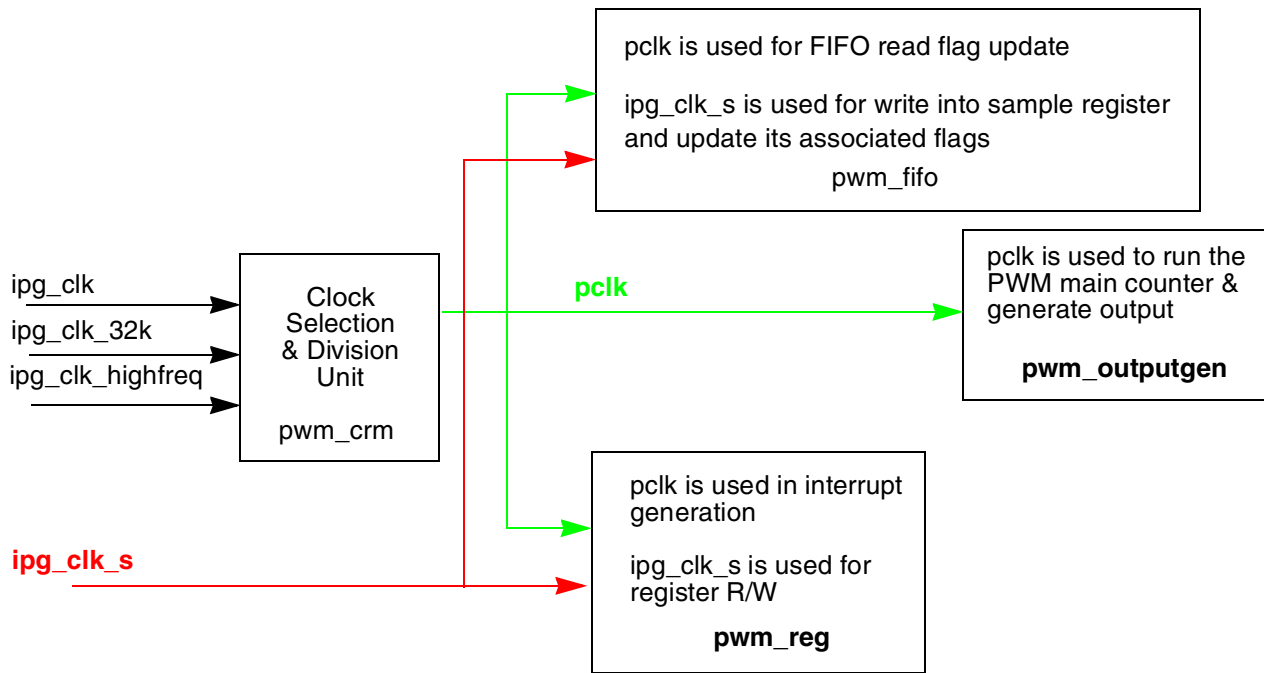 pclk is used for FIFO read flag update
ipg_clk_s is used for write into sample register
and update its associated flags
pwm_fifo
ipg_clk
ipg_clk_32k
ipg_clk_highfreq
Clock
Selection
& Division
Unit
pwm_crm
pclk
pclk is used to run the
PWM main counter &
generate output
pwm_outputgen
ipg_clk_s
pclk is used in interrupt
generation
ipg_clk_s is used for
register R/W
pwm_reg